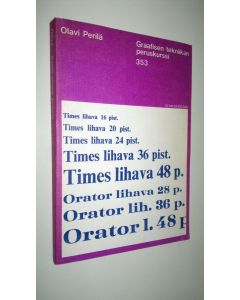 Olavi Perilä
Graafisen tekniikan
peruskurssi
353
Times lihava 16 pist.
Times lihava 20 pist.
Times lihava 24 pist.
Times lihava 36 pist.
Times lihava 48 p.
Orator lihava 28 p.
Orator lih. 36 p.
Orator l. 48 p